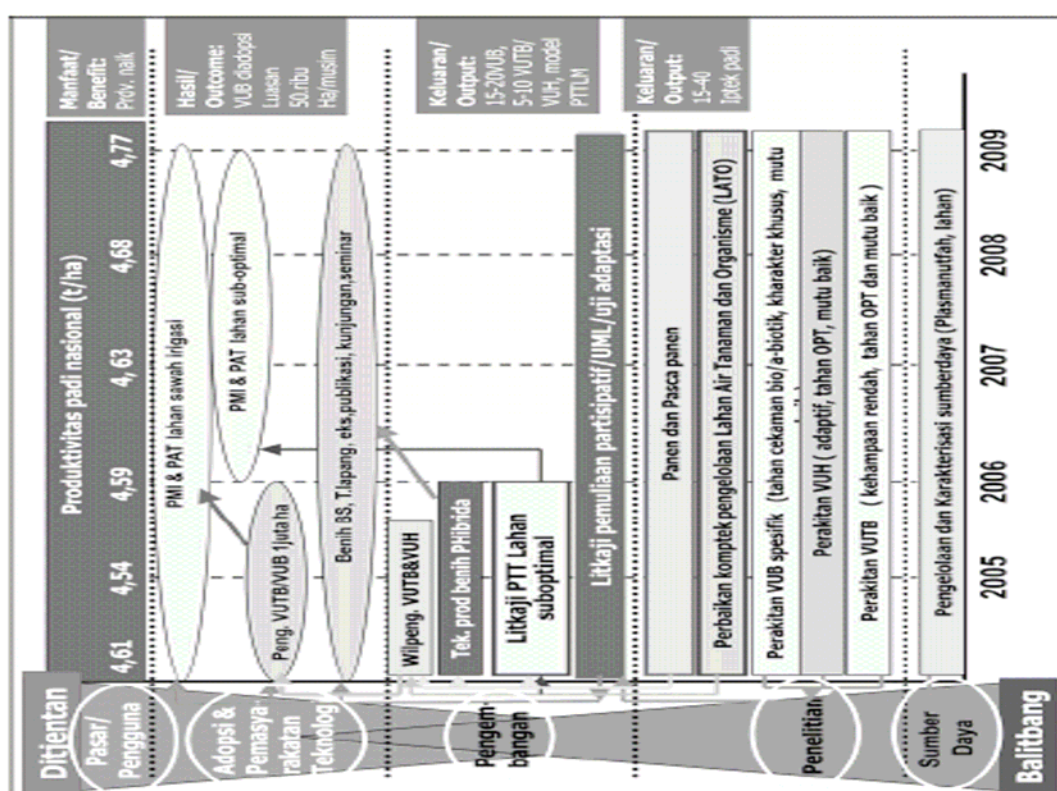 Ditjentan
Pasar/
Pengguna
Adopsi &
Pemasya-
rakatan
Teknologi
Pengem-
bangan
Penelitian
Sumber
Daya
Balitbang
Produktivitas padi nasional (t/ha)
4,61 4,54 4,59 4, 63 4,68 4,77
Manfaat/
Benefit:
Prdv. naik
PMI & PAT lahan sawah irigasi
Peng. VUTB/VUB 1juta ha
PMI & PAT lahan sub-optimal
Benih BS, T.lapang, eks,publikasi, kunjungan,seminar
Hasil/
Outcome:
VUB diadopsi
Luasan
50.ribu
Ha/musim
Wilpeng. VUTB&VUH
Tek. prod benih PHibida
Litkaji PTT Lahan
suboptimal
Litkaji pemuliaan partisipatif/UML/uji adaptasi
Keluaran/
Output:
15-20VUB,
5-10 VUTB/
VUH, model
PTTLM
Panen dan Pasca panen
Perbaikan komptek pengelolaan Lahan Air Tanaman dan Organisme (LATO)
Perakitan VUB spesifik (tahan cekaman bio/a-biotik, kharakter khusus, mutu
Perakitan VUH ( adaptif, tahan OPT, mutu baik)
Perakitan VUTB ( kehampaan rendah, tahan OPT dan mutu baik )
Keluaran/
Output:
15-40
Iptek padi
Pengelolaan dan Karakterisasi sumberdaya (Plasmanutfah, lahan)
2005 2006 2007 2008 2009